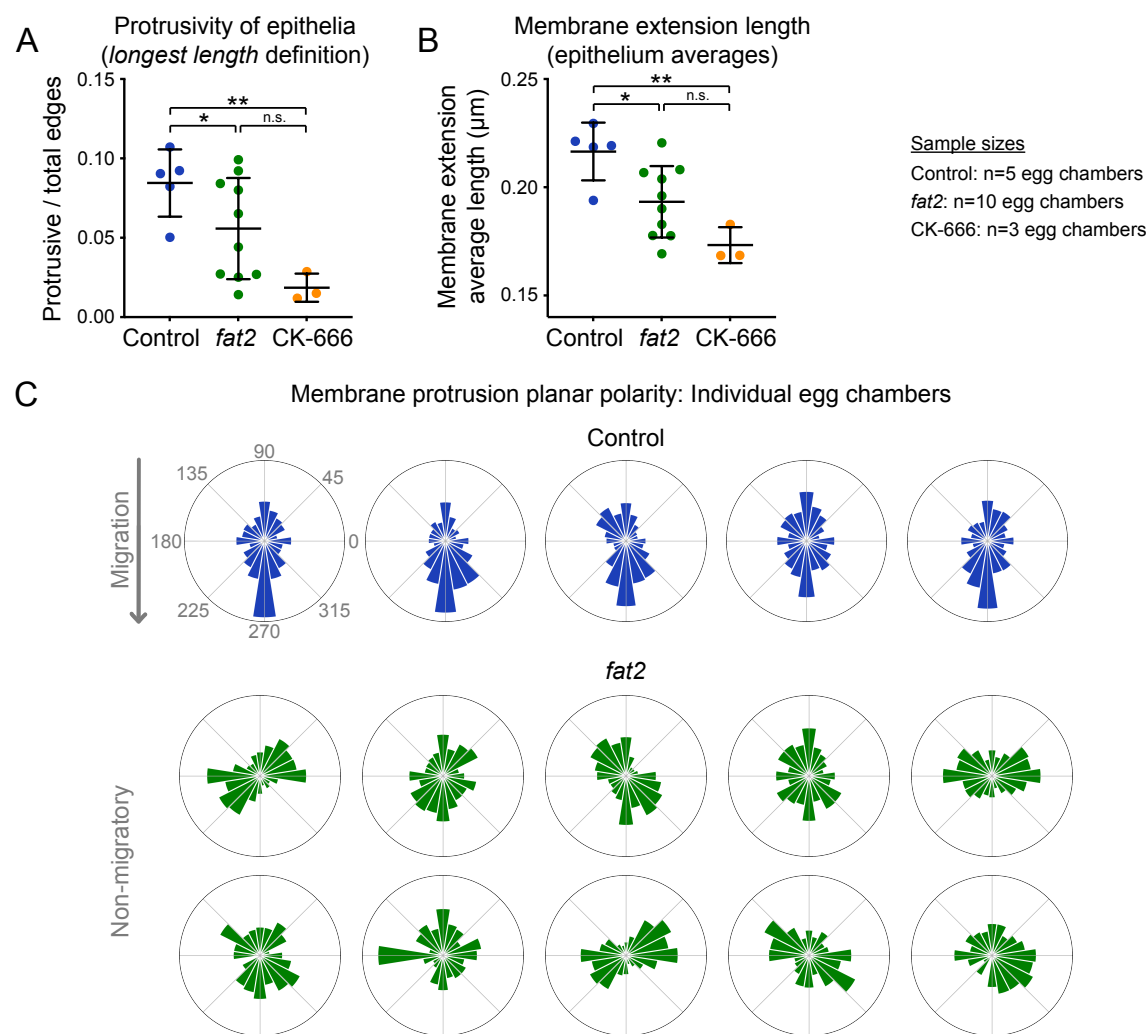 A
Protrusivity of epithelia
(longest length definition)
Protrusive / total edges
0.15
0.10
0.05
0.00
**
*
n.s.
Control
fat2
CK-666
B
Membrane extension length
(epithelium averages)
Membrane extension
average length (µm)
0.25
0.20
0.15
**
*
n.s.
Control
fat2
CK-666
Sample sizes
Control: n=5 egg chambers
fat2: n=10 egg chambers
CK-666: n=3 egg chambers
C
Membrane protrusion planar polarity: Individual egg chambers
Control
Migration
90
135
45
180
0
225
315
270
fat2
Non-migratory